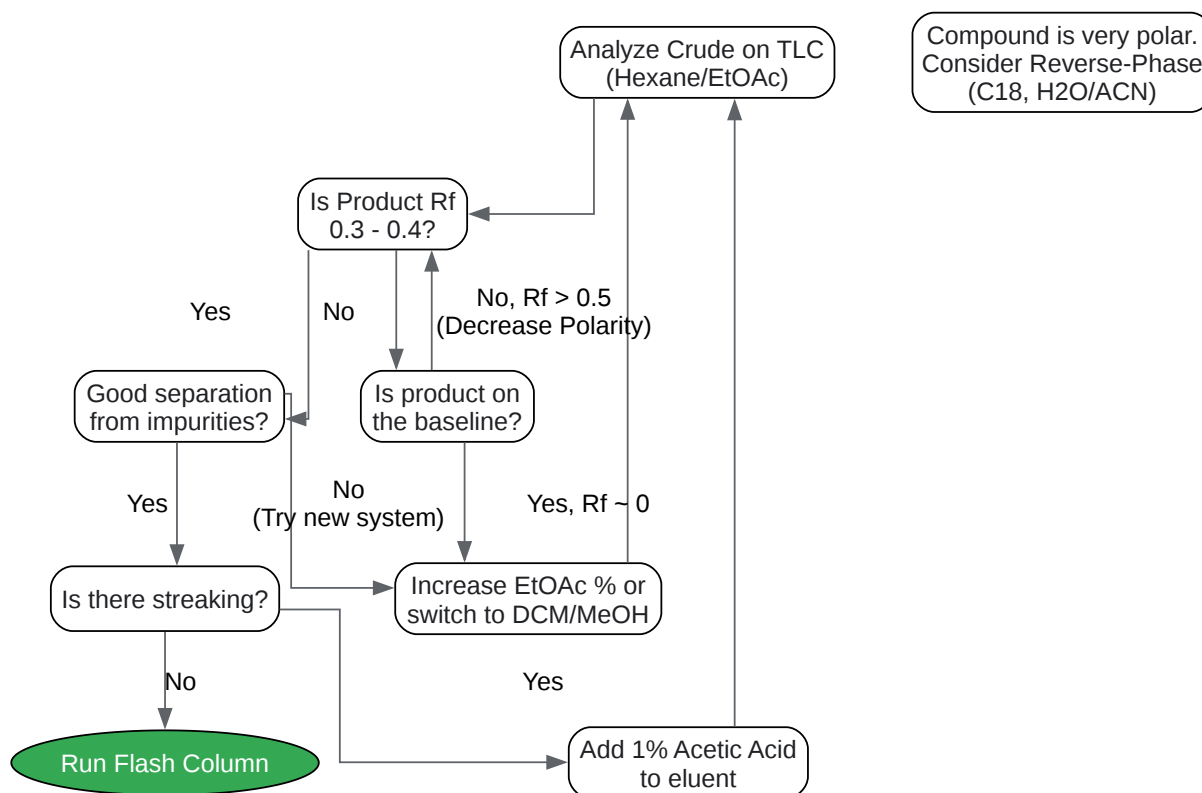 Analyze Crude on TLC
(Hexane/EtOAc)
Compound is very polar.
Consider Reverse-Phase
(C18, H2O/ACN)
Is Product Rf
0.3 - 0.4?
Yes
No
No, Rf > 0.5
(Decrease Polarity)
Good separation
from impurities?
Is product on
the baseline?
Yes
No
(Try new system)
Yes, Rf ~ 0
Is there streaking?
Increase EtOAc % or
switch to DCM/MeOH
No
Yes
Run Flash Column
Add 1% Acetic Acid
to eluent